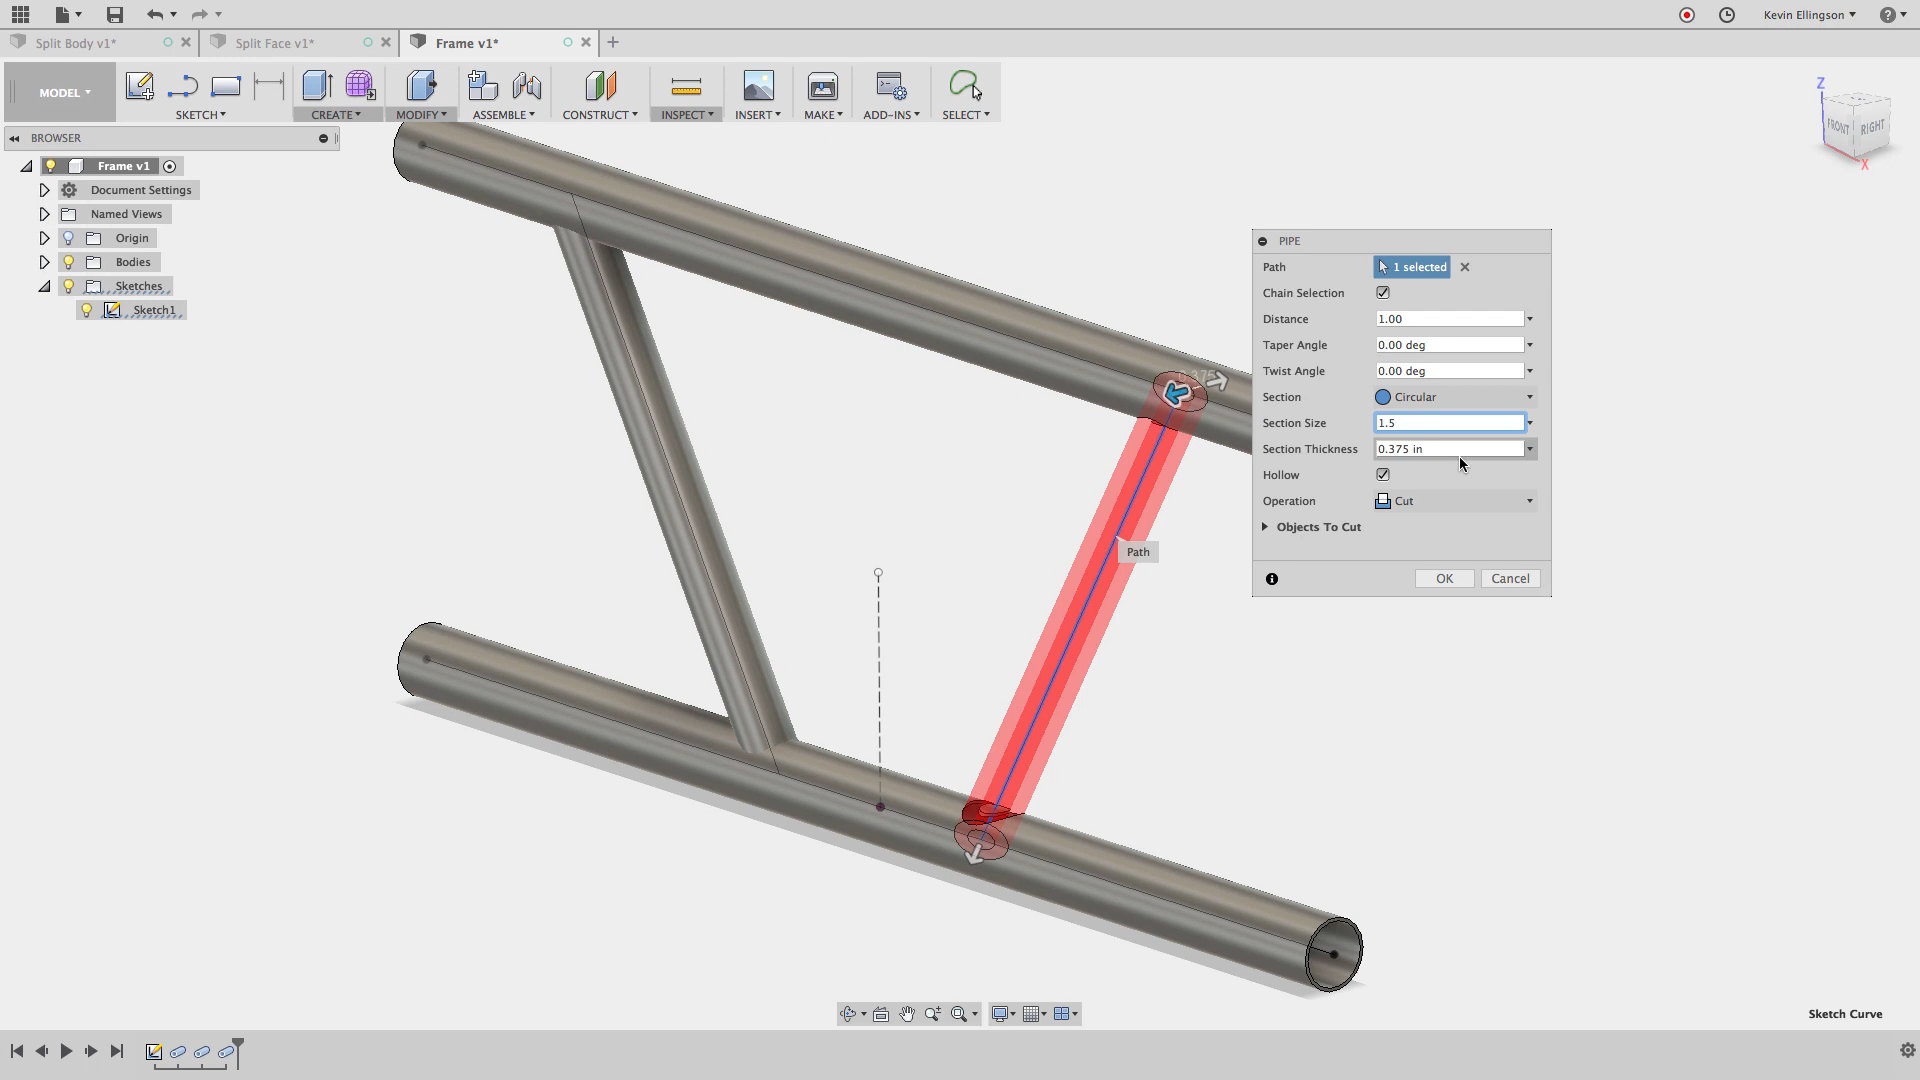 Kevin Ellingson
Split Body v1*
Split Face v1*
Frame v1*
MODEL
SKETCH
CREATE
MODIFY
ASSEMBLE
CONSTRUCT
INSPECT
INSERT
MAKE
ADD-INS
SELECT
BROWSER
Frame v1
Document Settings
Named Views
Origin
Bodies
Sketches
Sketch1
Z
FRONT
RIGHT
X
PIPE
Path 1 selected
Chain Selection
Distance 1.00
Taper Angle 0.00 deg
Twist Angle 0.00 deg
Section Circular
Section Size 1.5
Section Thickness 0.375 in
Hollow
Operation Cut
Objects To Cut
OK Cancel
0.375
Path
Sketch Curve